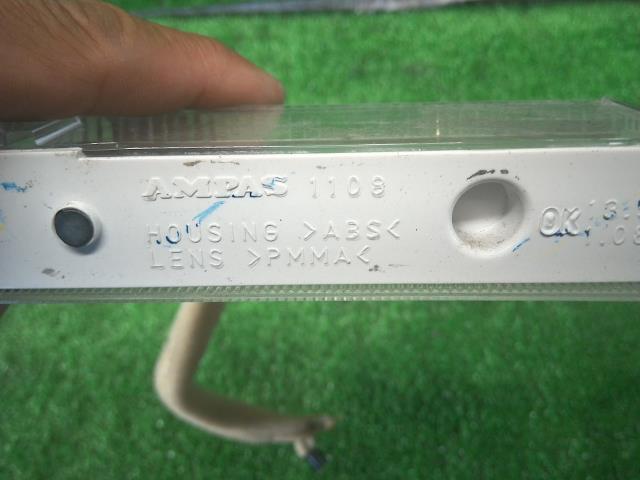 AMPAS 1108
HOUSING >ABS<
LENS >PMMA<
OK